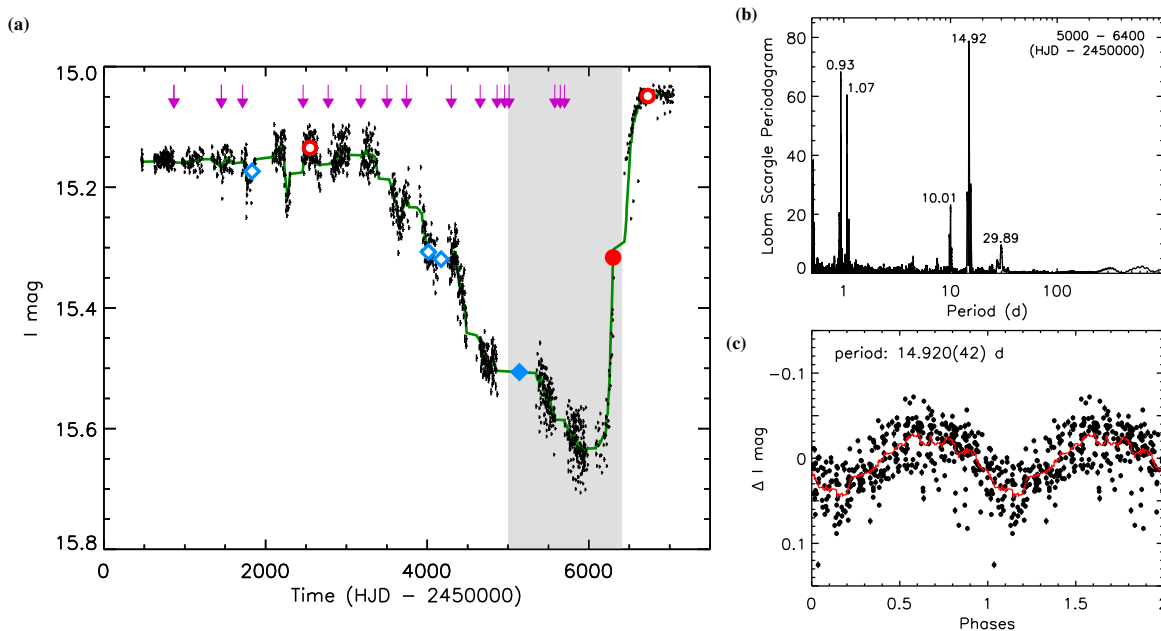 (a)
15.0
15.2
15.4
15.6
15.8
I mag
0
2000
4000
6000
Time (HJD − 2450000)
(b)
80
60
40
20
0
Lobm Scargle Periodogram
5000 − 6400
(HJD − 2450000)
0.93
1.07
14.92
10.01
29.89
1
10
100
Period (d)
(c)
period: 14.920(42) d
-0.1
0
0.1
Δ I mag
0
0.5
1
1.5
2
Phases